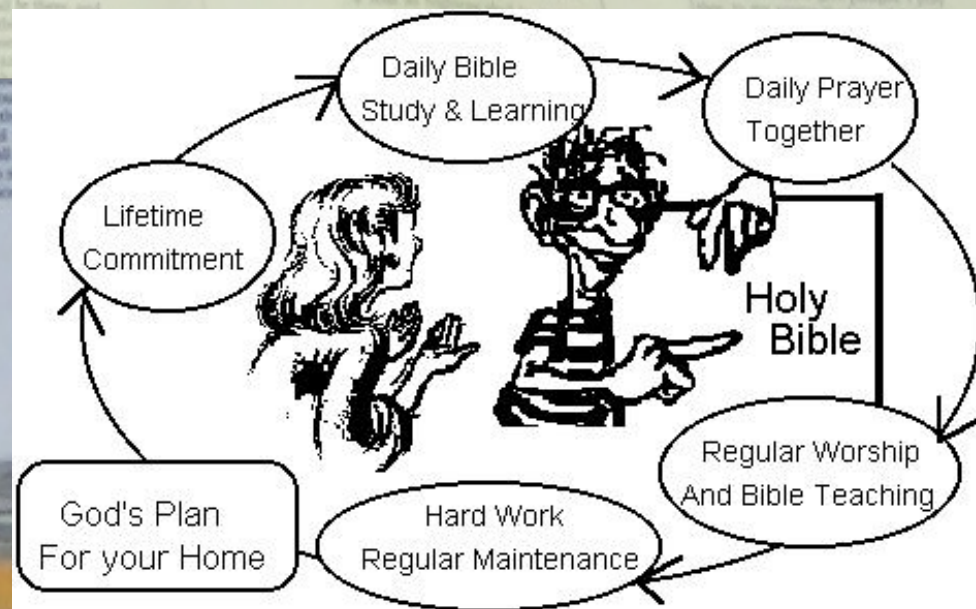 God's Plan
For your Home
Lifetime
Commitment
Daily Bible
Study & Learning
Daily Prayer
Together
Holy
Bible
Regular Worship
And Bible Teaching
Hard Work
Regular Maintenance